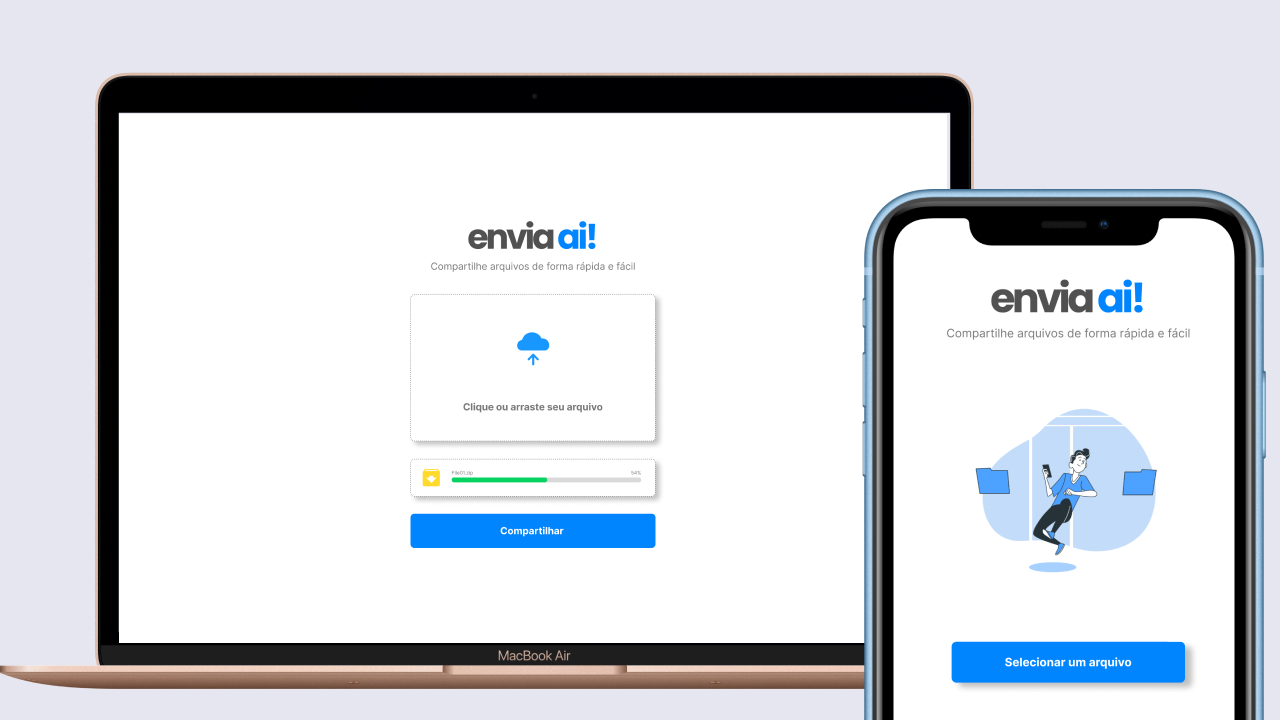 envia ai!
Compartilhe arquivos de forma rápida e fácil
Clique ou arraste seu arquivo
File01.zip 54%
Compartilhar
MacBook Air
envia ai!
Compartilhe arquivos de forma rápida e fácil
Selecionar um arquivo